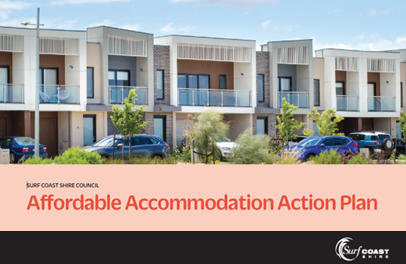 SURF COAST SHIRE COUNCIL
Affordable Accommodation Action Plan
Surf COAST
SHIRE